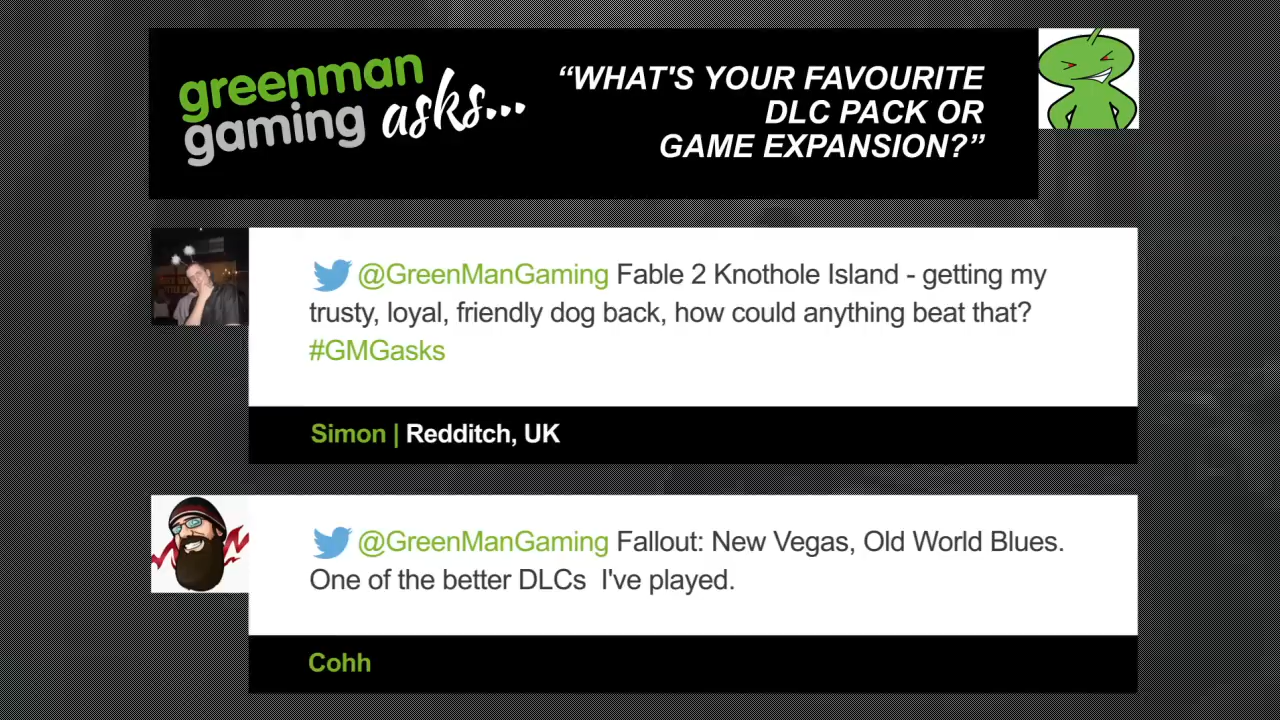 greenman
gaming asks...
“WHAT'S YOUR FAVOURITE
DLC PACK OR
GAME EXPANSION?”
@GreenManGaming Fable 2 Knothole Island - getting my
trusty, loyal, friendly dog back, how could anything beat that?
#GMGasks
Simon | Redditch, UK
@GreenManGaming Fallout: New Vegas, Old World Blues.
One of the better DLCs  I've played.
Cohh